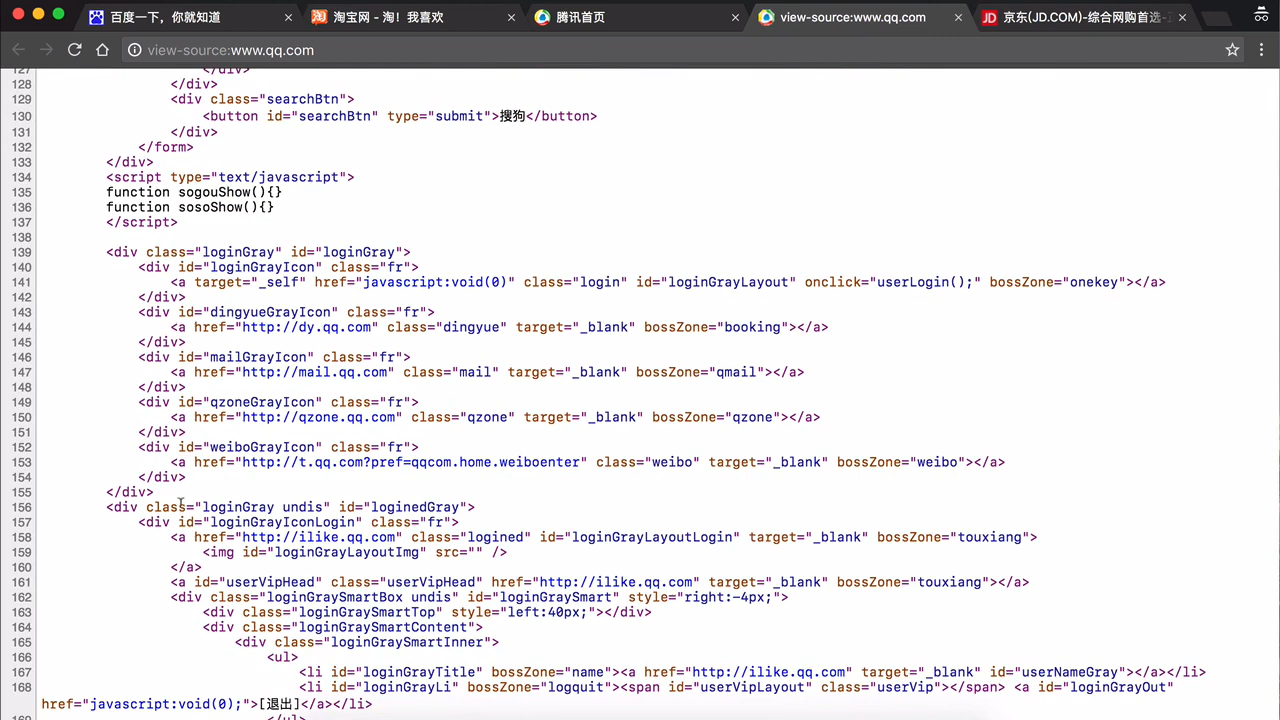 百度一下，你就知道
淘宝网 - 淘！我喜欢
腾讯首页
view-source:www.qq.com
京东(JD.COM)-综合网购首选-
view-source:www.qq.com
127 </div>
128 </div>
129 <div class="searchBtn">
130 <button id="searchBtn" type="submit">搜狗</button>
131 </div>
132 </form>
133 </div>
134 <script type="text/javascript">
135 function sogouShow(){}
136 function sosoShow(){}
137 </script>
138
139 <div class="loginGray" id="loginGray">
140 <div id="loginGrayIcon" class="fr">
141 <a target="_self" href="javascript:void(0)" class="login" id="loginGrayLayout" onclick="userLogin();" bossZone="onekey"></a>
142 </div>
143 <div id="dingyueGrayIcon" class="fr">
144 <a href="http://dy.qq.com" class="dingyue" target="_blank" bossZone="booking"></a>
145 </div>
146 <div id="mailGrayIcon" class="fr">
147 <a href="http://mail.qq.com" class="mail" target="_blank" bossZone="qmail"></a>
148 </div>
149 <div id="qzoneGrayIcon" class="fr">
150 <a href="http://qzone.qq.com" class="qzone" target="_blank" bossZone="qzone"></a>
151 </div>
152 <div id="weiboGrayIcon" class="fr">
153 <a href="http://t.qq.com?pref=qqcom.home.weiboenter" class="weibo" target="_blank" bossZone="weibo"></a>
154 </div>
155 </div>
156 <div class="loginGray undis" id="loginedGray">
157 <div id="loginGrayIconLogin" class="fr">
158 <a href="http://ilike.qq.com" class="logined" id="loginGrayLayoutLogin" target="_blank" bossZone="touxiang">
159 <img id="loginGrayLayoutImg" src="" />
160 </a>
161 <a id="userVipHead" class="userVipHead" href="http://ilike.qq.com" target="_blank" bossZone="touxiang"></a>
162 <div class="loginGraySmartBox undis" id="loginGraySmart" style="right:-4px;">
163 <div class="loginGraySmartTop" style="left:40px;"></div>
164 <div class="loginGraySmartContent">
165 <div class="loginGraySmartInner">
166 <ul>
167 <li id="loginGrayTitle" bossZone="name"><a href="http://ilike.qq.com" target="_blank" id="userNameGray"></a></li>
168 <li id="loginGrayLi" bossZone="logquit"><span id="userVipLayout" class="userVip"></span> <a id="loginGrayOut"
href="javascript:void(0);">[退出]</a></li>
169 </ul>